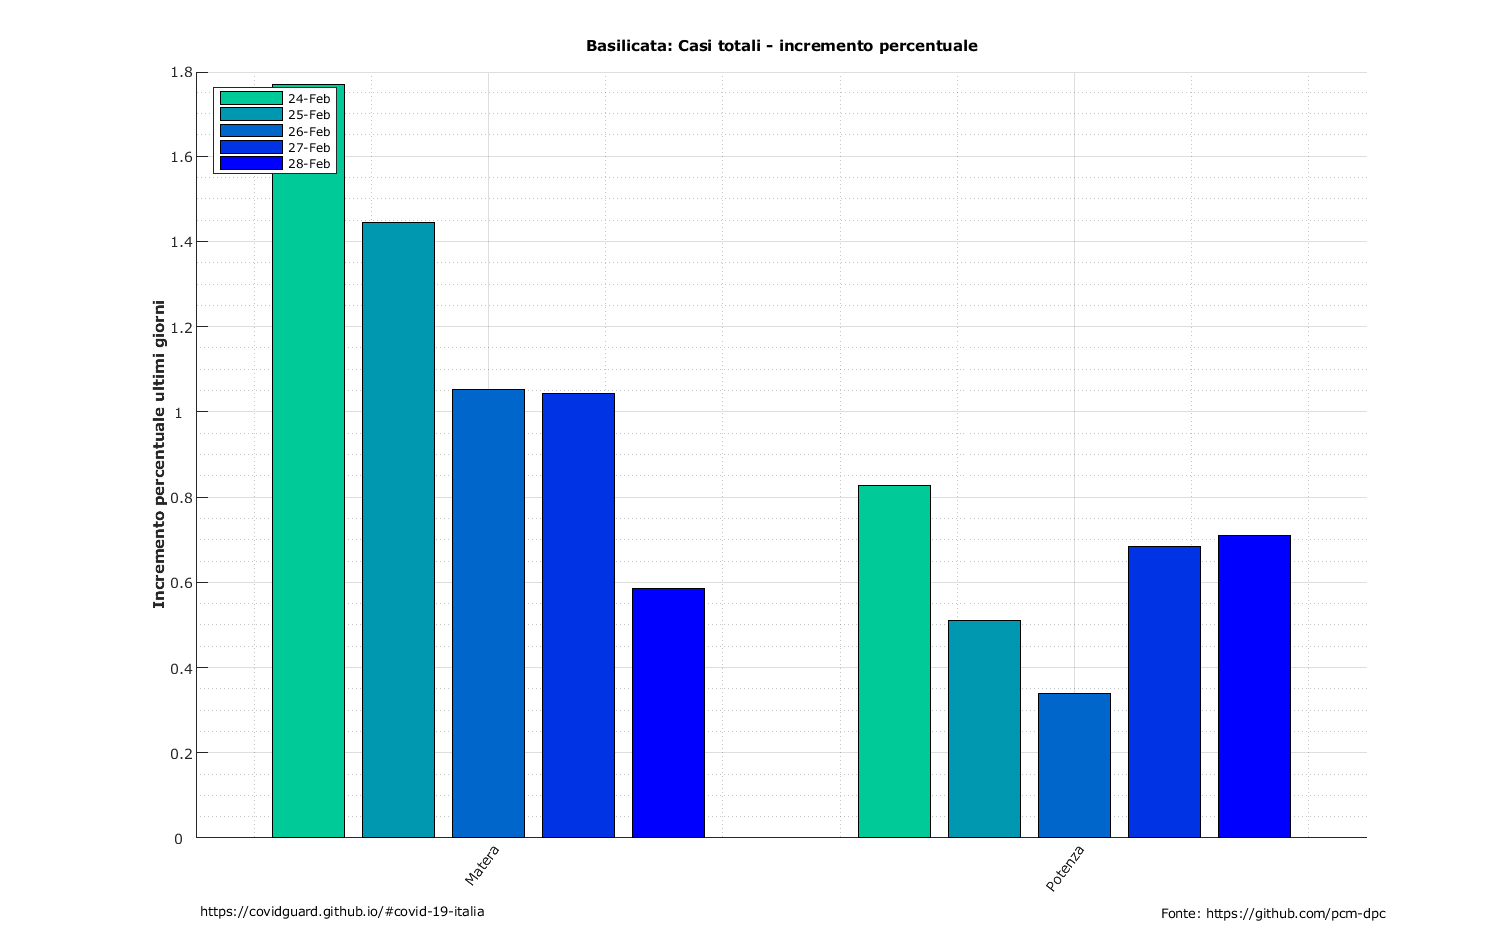 Basilicata: Casi totali - incremento percentuale
Incremento percentuale ultimi giorni
1.8
1.6
1.4
1.2
1
0.8
0.6
0.4
0.2
0
24-Feb
25-Feb
26-Feb
27-Feb
28-Feb
Matera
Potenza
https://covidguard.github.io/#covid-19-italia
Fonte: https://github.com/pcm-dpc